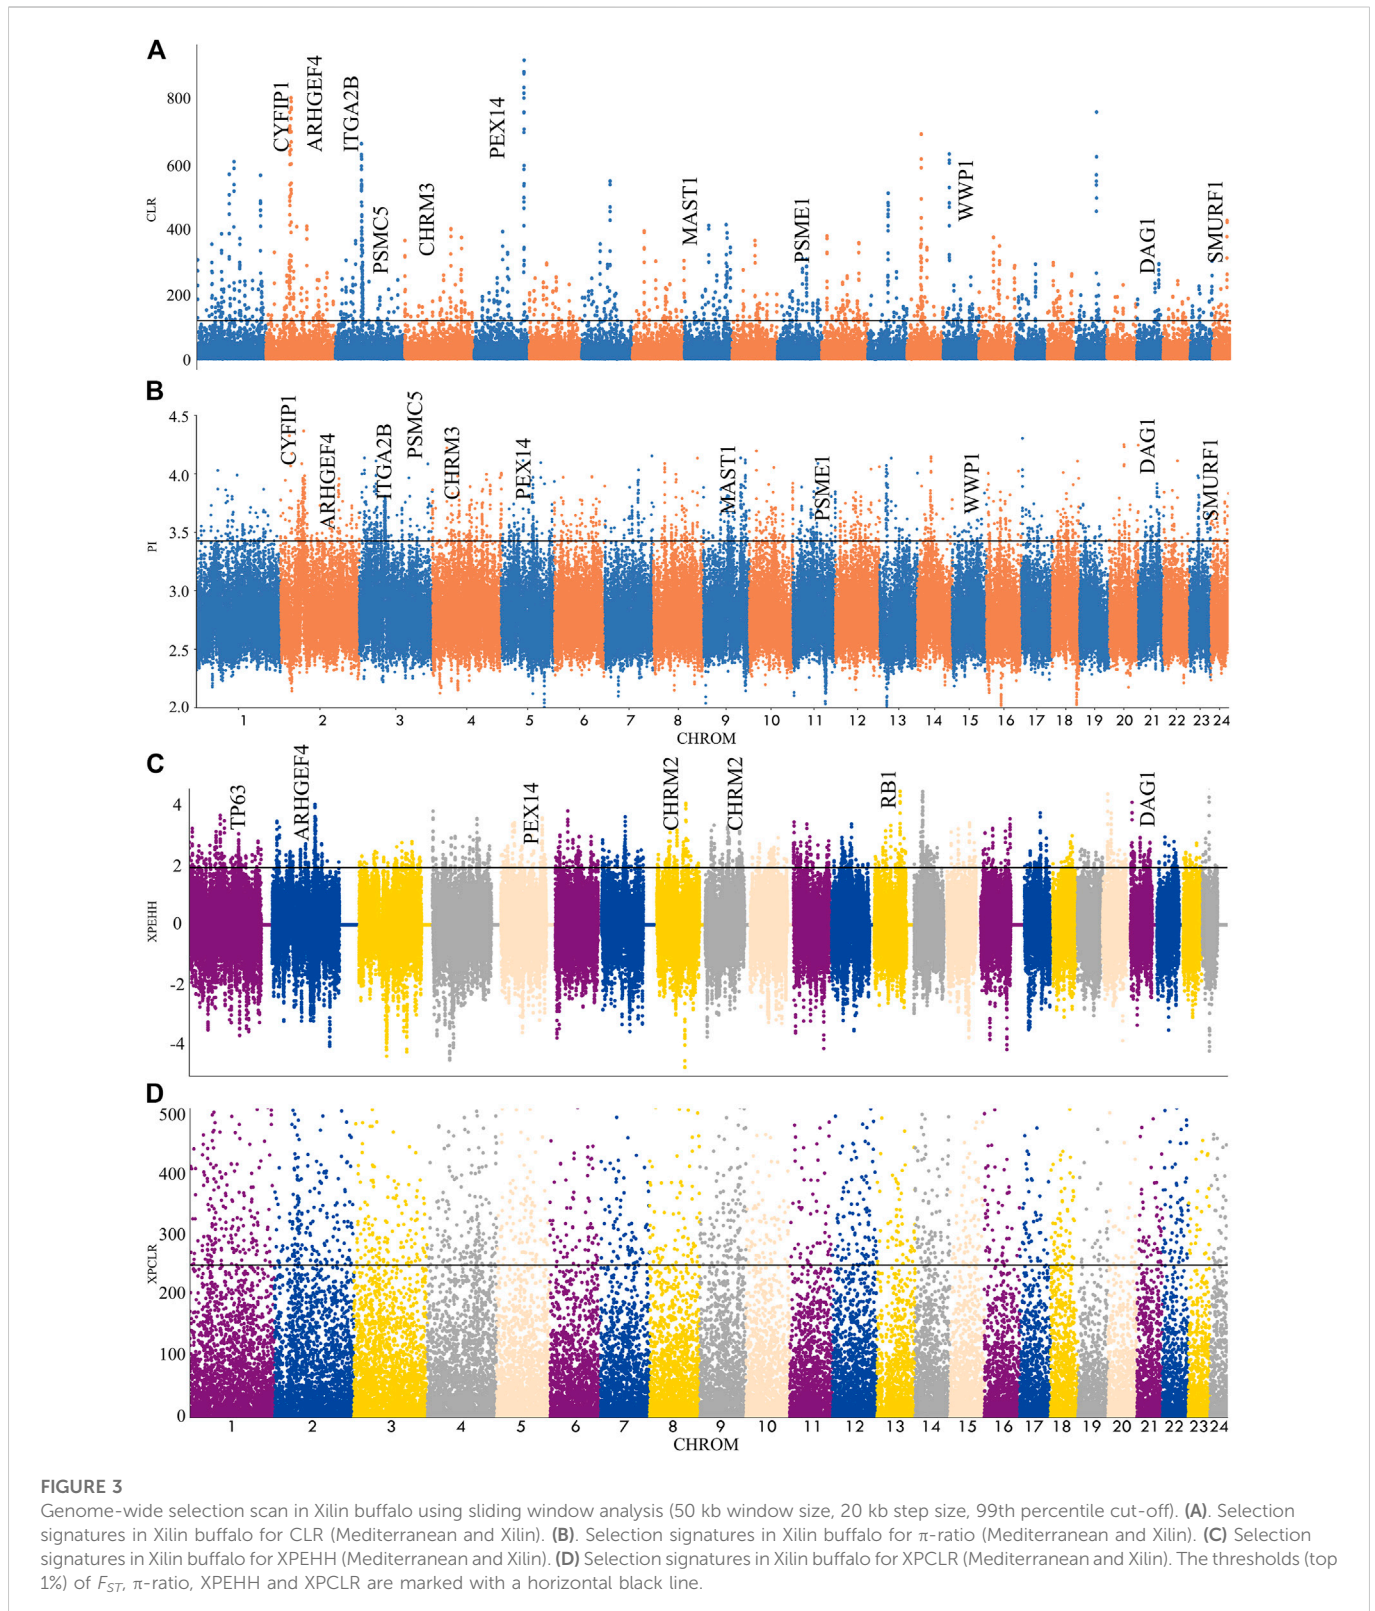 A
CLR
800
600
400
200
0
CYFIP1
ARHGEF4
ITGA2B
PSMC5
CHRM3
PEX14
MAST1
PSME1
WWP1
DAG1
SMURF1
B
PI
4.5
4.0
3.5
3.0
2.5
2.0
CYFIP1
ARHGEF4
ITGA2B
PSMC5
CHRM3
PEX14
MAST1
PSME1
WWP1
DAG1
SMURF1
1 2 3 4 5 6 7 8 9 10 11 12 13 14 15 16 17 18 19 20 21 22 23 24
CHROM
C
XPEHH
4
2
0
-2
-4
TP63
ARHGEF4
PEX14
CHRM2
CHRM2
RB1
DAG1
D
XPCLR
500
400
300
200
100
0
1 2 3 4 5 6 7 8 9 10 11 12 13 14 15 16 17 18 19 20 21 22 23 24
CHROM
FIGURE 3
Genome-wide selection scan in Xilin buffalo using sliding window analysis (50 kb window size, 20 kb step size, 99th percentile cut-off). (A). Selection
signatures in Xilin buffalo for CLR (Mediterranean and Xilin). (B). Selection signatures in Xilin buffalo for π-ratio (Mediterranean and Xilin). (C) Selection
signatures in Xilin buffalo for XPEHH (Mediterranean and Xilin). (D) Selection signatures in Xilin buffalo for XPCLR (Mediterranean and Xilin). The thresholds (top
1%) of FST, π-ratio, XPEHH and XPCLR are marked with a horizontal black line.